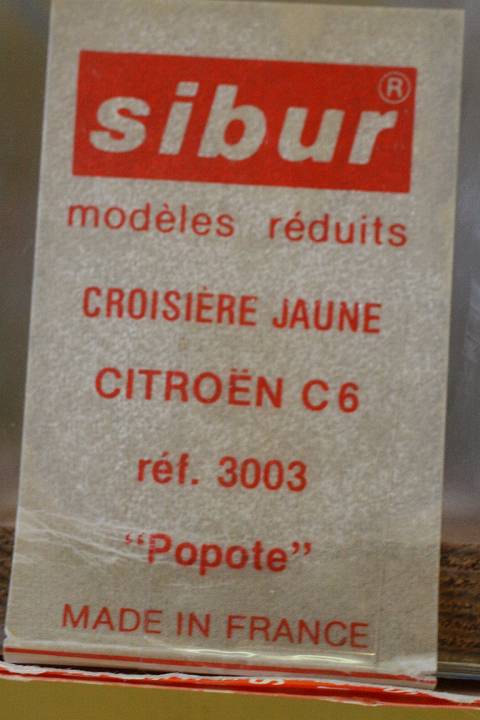 sibur®
modèles réduits
CROISIÈRE JAUNE
CITROËN C6
réf. 3003
“Popote”
MADE IN FRANCE